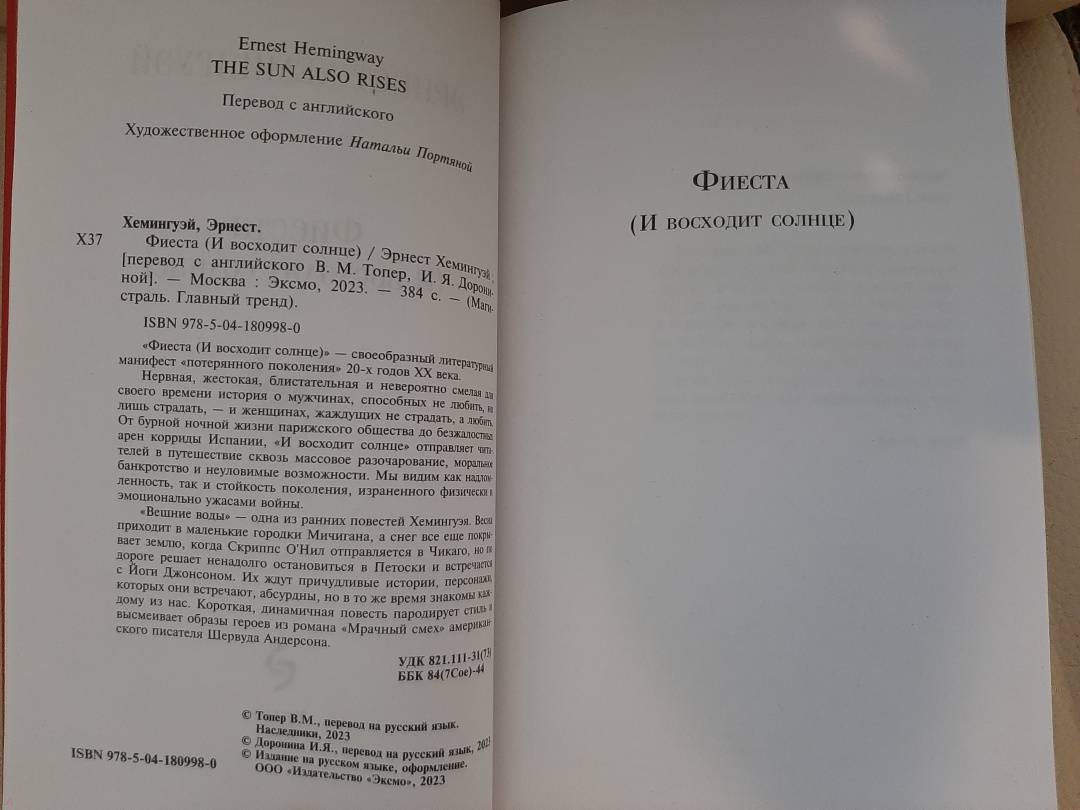 Ernest Hemingway
THE SUN ALSO RISES
Перевод с английского
Художественное оформление Натальи Портяной
Хемингуэй, Эрнест.
Х37
Фиеста (И восходит солнце) / Эрнест Хемингуэй ;
[перевод с английского В. М. Топер, И. Я. Дорони-
ной]. — Москва : Эксмо, 2023. — 384 с. — (Маги-
страль. Главный тренд).
ISBN 978-5-04-180998-0
«Фиеста (И восходит солнце)» — своеобразный литературный
манифест «потерянного поколения» 20-х годов XX века.
Нервная, жестокая, блистательная и невероятно смелая для
своего времени история о мужчинах, способных не любить, но
лишь страдать, — и женщинах, жаждущих не страдать, а любить.
От бурной ночной жизни парижского общества до безжалостных
арен корриды Испании, «И восходит солнце» отправляет чита-
телей в путешествие сквозь массовое разочарование, моральное
банкротство и неуловимые возможности. Мы видим как надлом-
ленность, так и стойкость поколения, израненного физически и
эмоционально ужасами войны.
«Вешние воды» — одна из ранних повестей Хемингуэя. Весна
приходит в маленькие городки Мичигана, а снег все еще покры-
вает землю, когда Скриппс О'Нил отправляется в Чикаго, но по
дороге решает ненадолго остановиться в Петоски и встречается
с Йоги Джонсоном. Их ждут причудливые истории, персонажи,
которых они встречают, абсурдны, но в то же время знакомы каж-
дому из нас. Короткая, динамичная повесть пародирует стиль и
высмеивает образы героев из романа «Мрачный смех» американ-
ского писателя Шервуда Андерсона.
УДК 821.111-31(73)
ББК 84(7Сое)-44
© Топер В.М., перевод на русский язык.
Наследники, 2023
© Доронина И.Я., перевод на русский язык, 2023
© Издание на русском языке, оформление.
ООО «Издательство «Эксмо», 2023
ISBN 978-5-04-180998-0
Фиеста
(И восходит солнце)